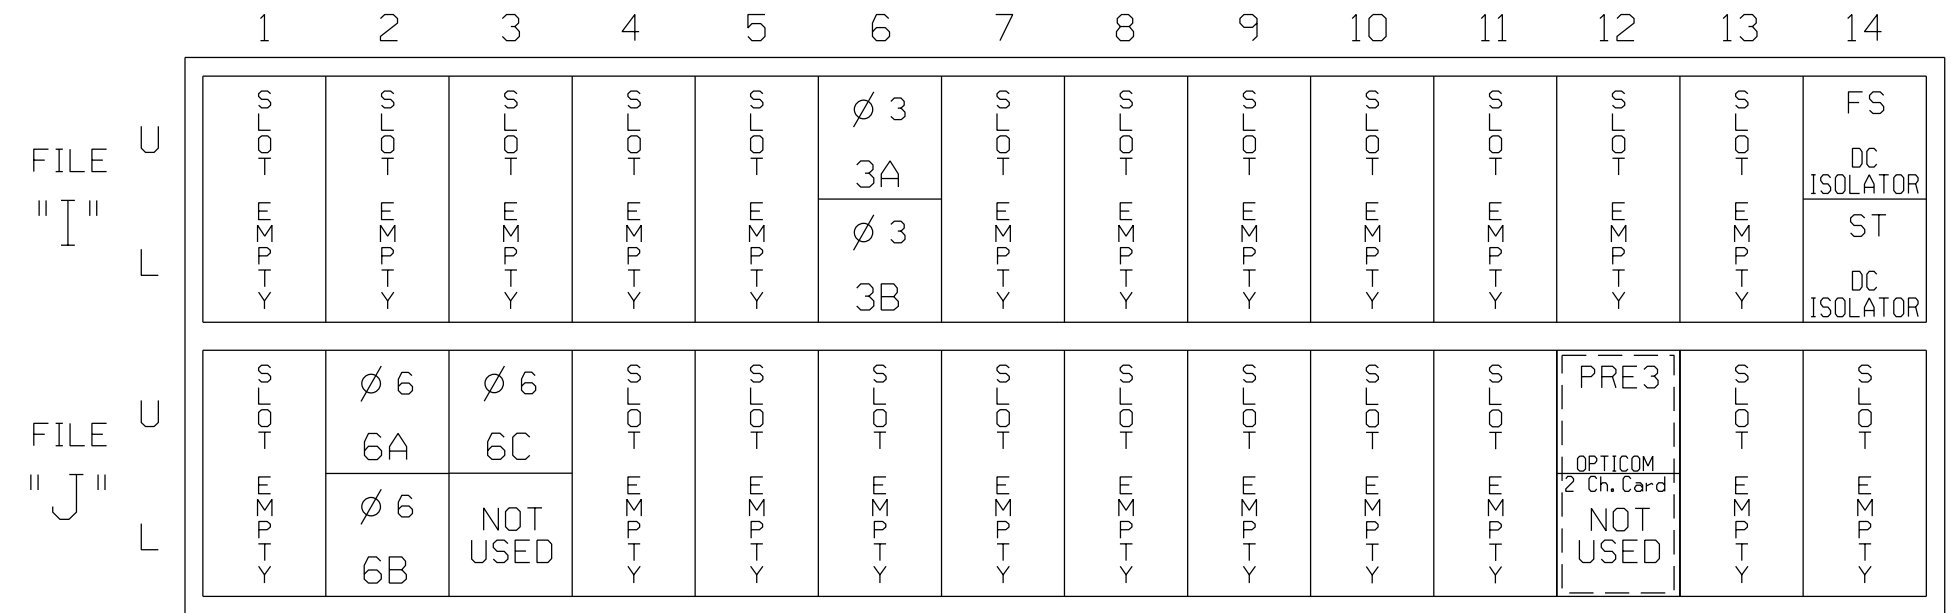 1 2 3 4 5 6 7 8 9 10 11 12 13 14
FILE
"I"
U
L
SLOT EMPTY
SLOT EMPTY
SLOT EMPTY
SLOT EMPTY
SLOT EMPTY
Ø 3
3A
Ø 3
3B
SLOT EMPTY
SLOT EMPTY
SLOT EMPTY
SLOT EMPTY
SLOT EMPTY
SLOT EMPTY
SLOT EMPTY
FS
DC
ISOLATOR
ST
DC
ISOLATOR
FILE
"J"
U
L
SLOT EMPTY
Ø 6
6A
Ø 6
6B
Ø 6
6C
NOT
USED
SLOT EMPTY
SLOT EMPTY
SLOT EMPTY
SLOT EMPTY
SLOT EMPTY
SLOT EMPTY
SLOT EMPTY
SLOT EMPTY
PRE3
OPTICOM
2 Ch. Card
NOT
USED
SLOT EMPTY
SLOT EMPTY